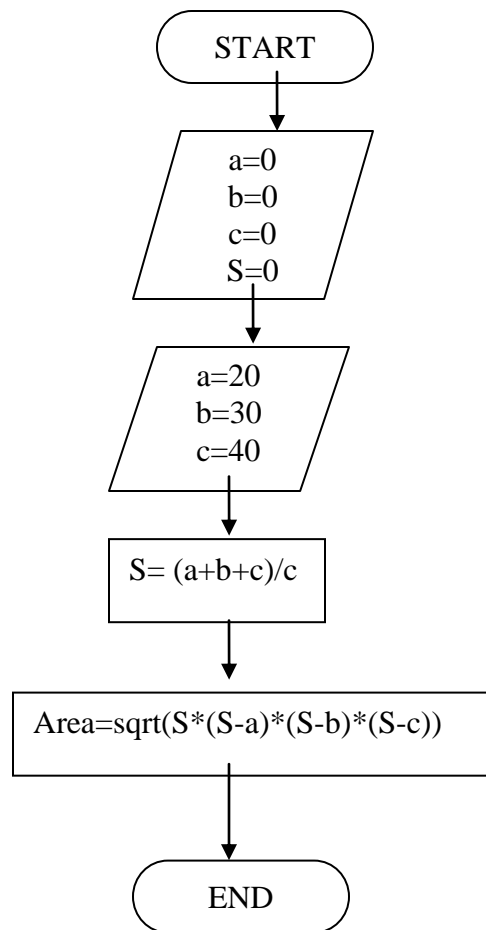 START
a=0
b=0
c=0
S=0
a=20
b=30
c=40
S= (a+b+c)/c
Area=sqrt(S*(S-a)*(S-b)*(S-c))
END